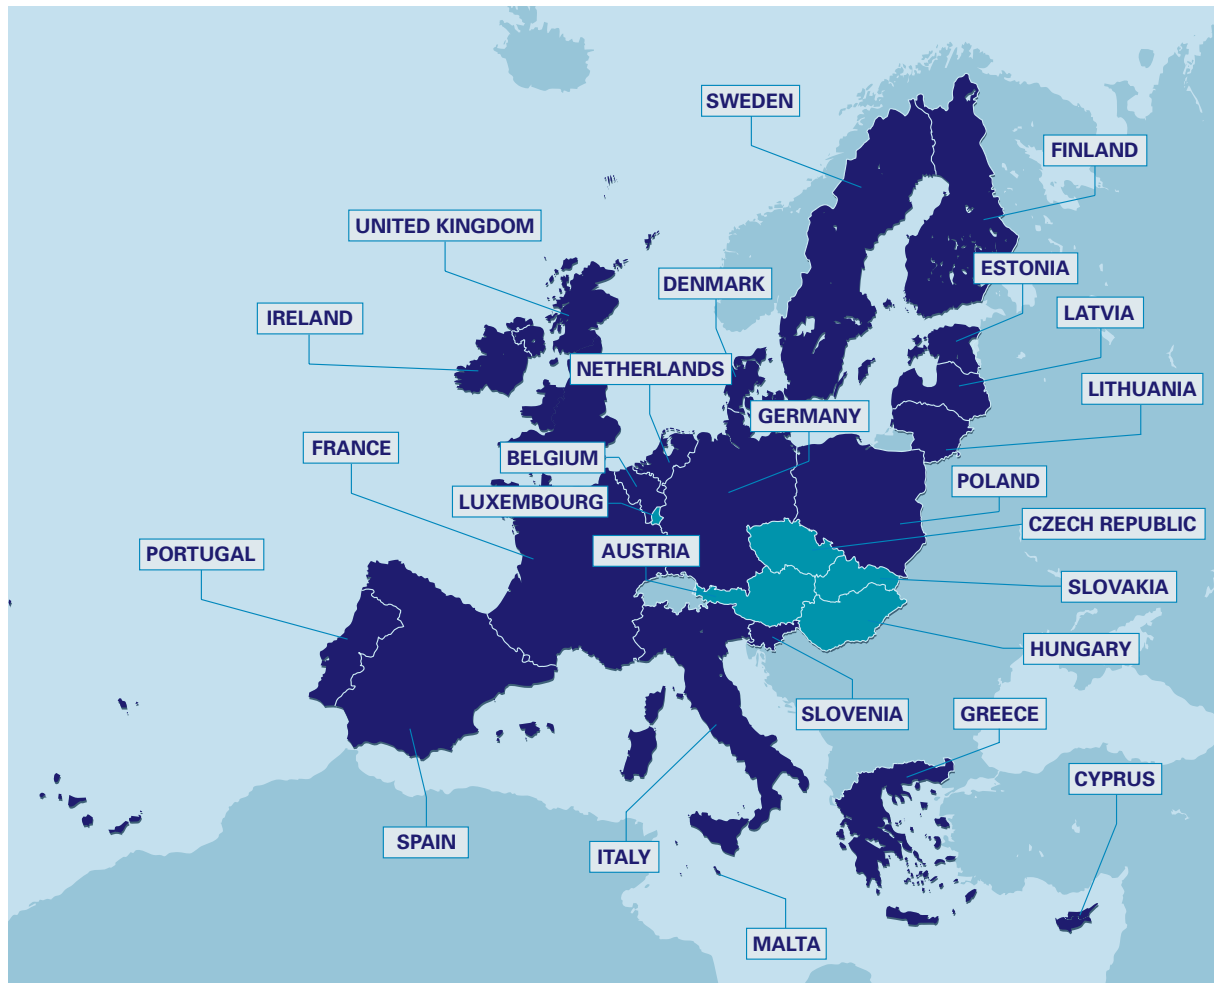 SWEDEN
FINLAND
UNITED KINGDOM
ESTONIA
DENMARK
IRELAND
LATVIA
NETHERLANDS
LITHUANIA
GERMANY
FRANCE
BELGIUM
POLAND
LUXEMBOURG
CZECH REPUBLIC
AUSTRIA
PORTUGAL
SLOVAKIA
HUNGARY
SLOVENIA
GREECE
CYPRUS
SPAIN
ITALY
MALTA